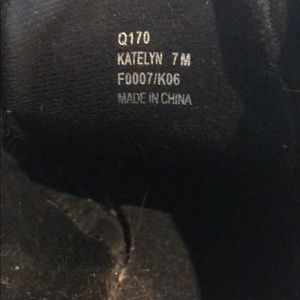 Q170
KATELYN 7M
F0007/K06
MADE IN CHINA